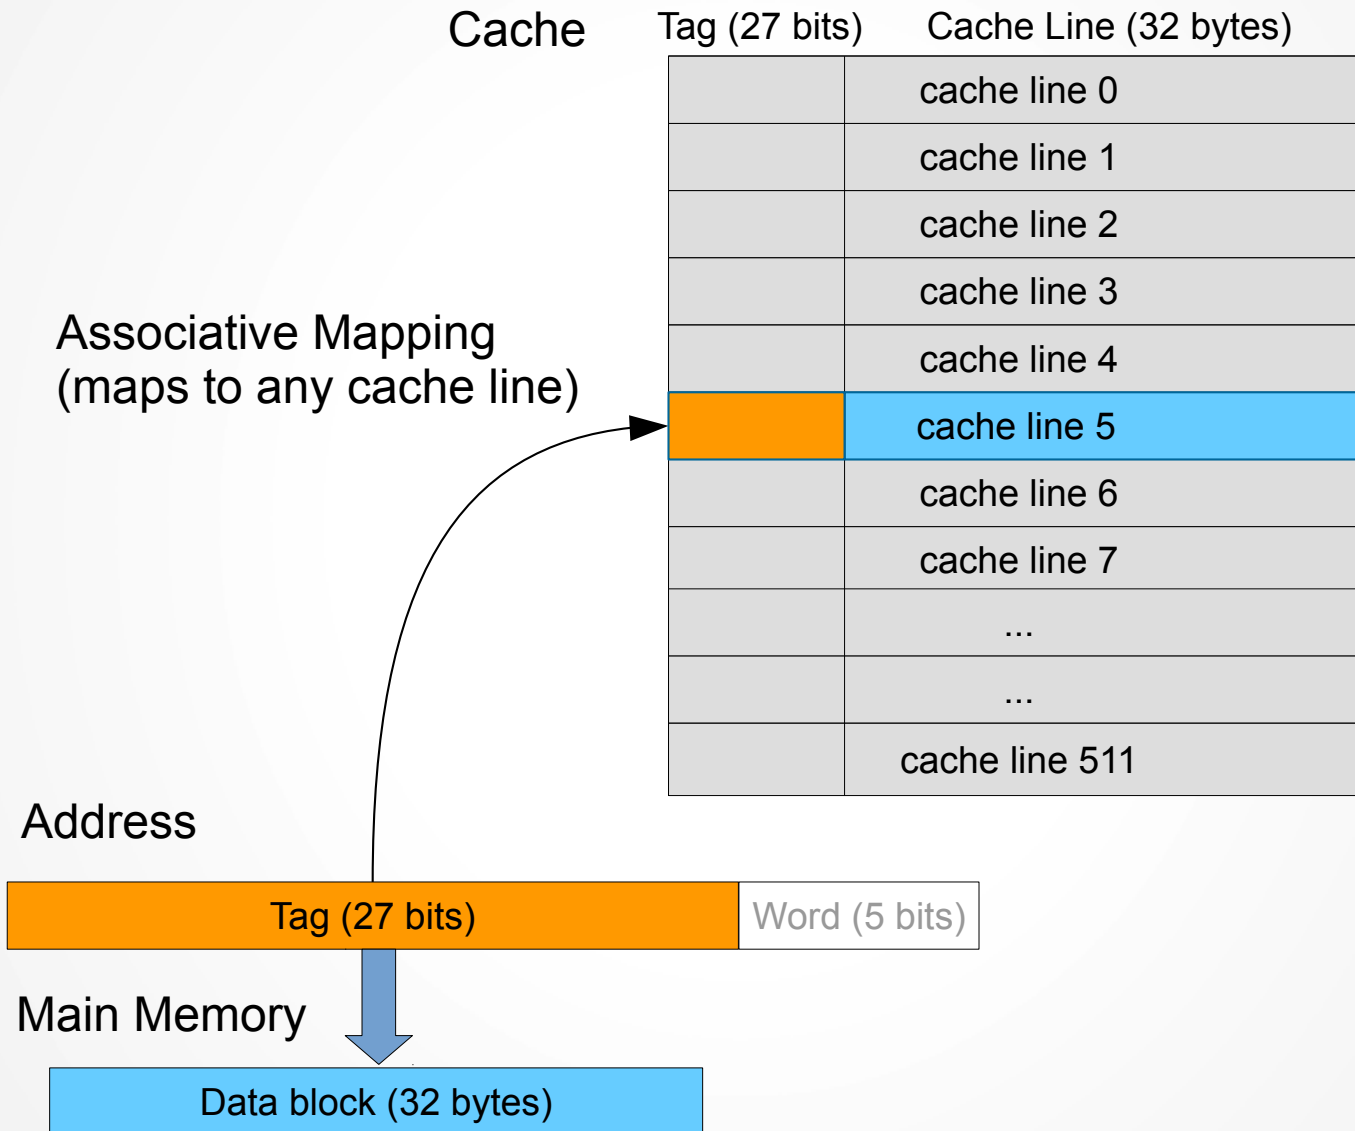 Cache
Tag (27 bits)
Cache Line (32 bytes)
cache line 0
cache line 1
cache line 2
cache line 3
cache line 4
cache line 5
cache line 6
cache line 7
...
...
cache line 511
Associative Mapping
(maps to any cache line)
Address
Tag (27 bits)
Word (5 bits)
Main Memory
Data block (32 bytes)